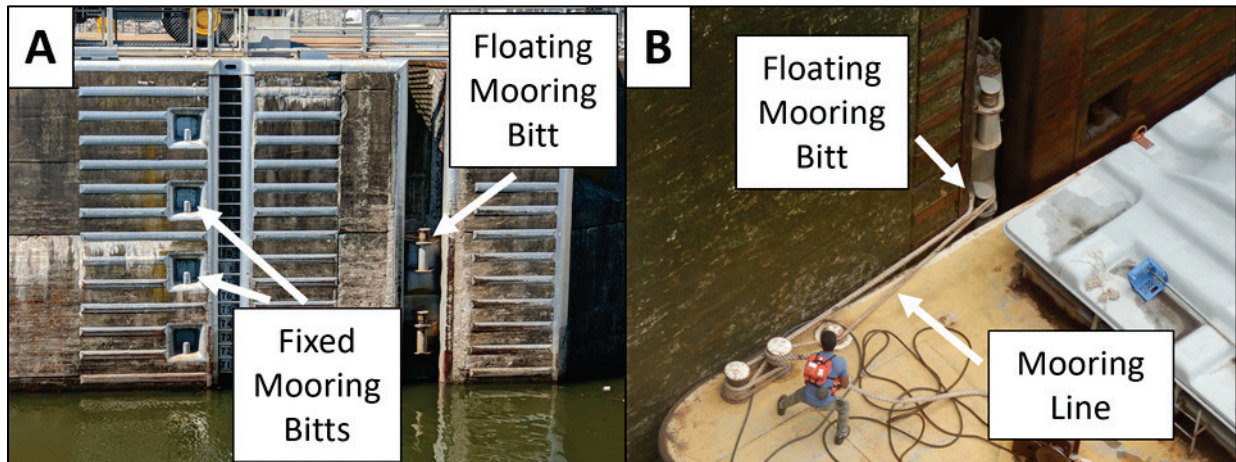 A
Floating
Mooring
Bitt
Fixed
Mooring
Bitts
B
Floating
Mooring
Bitt
Mooring
Line